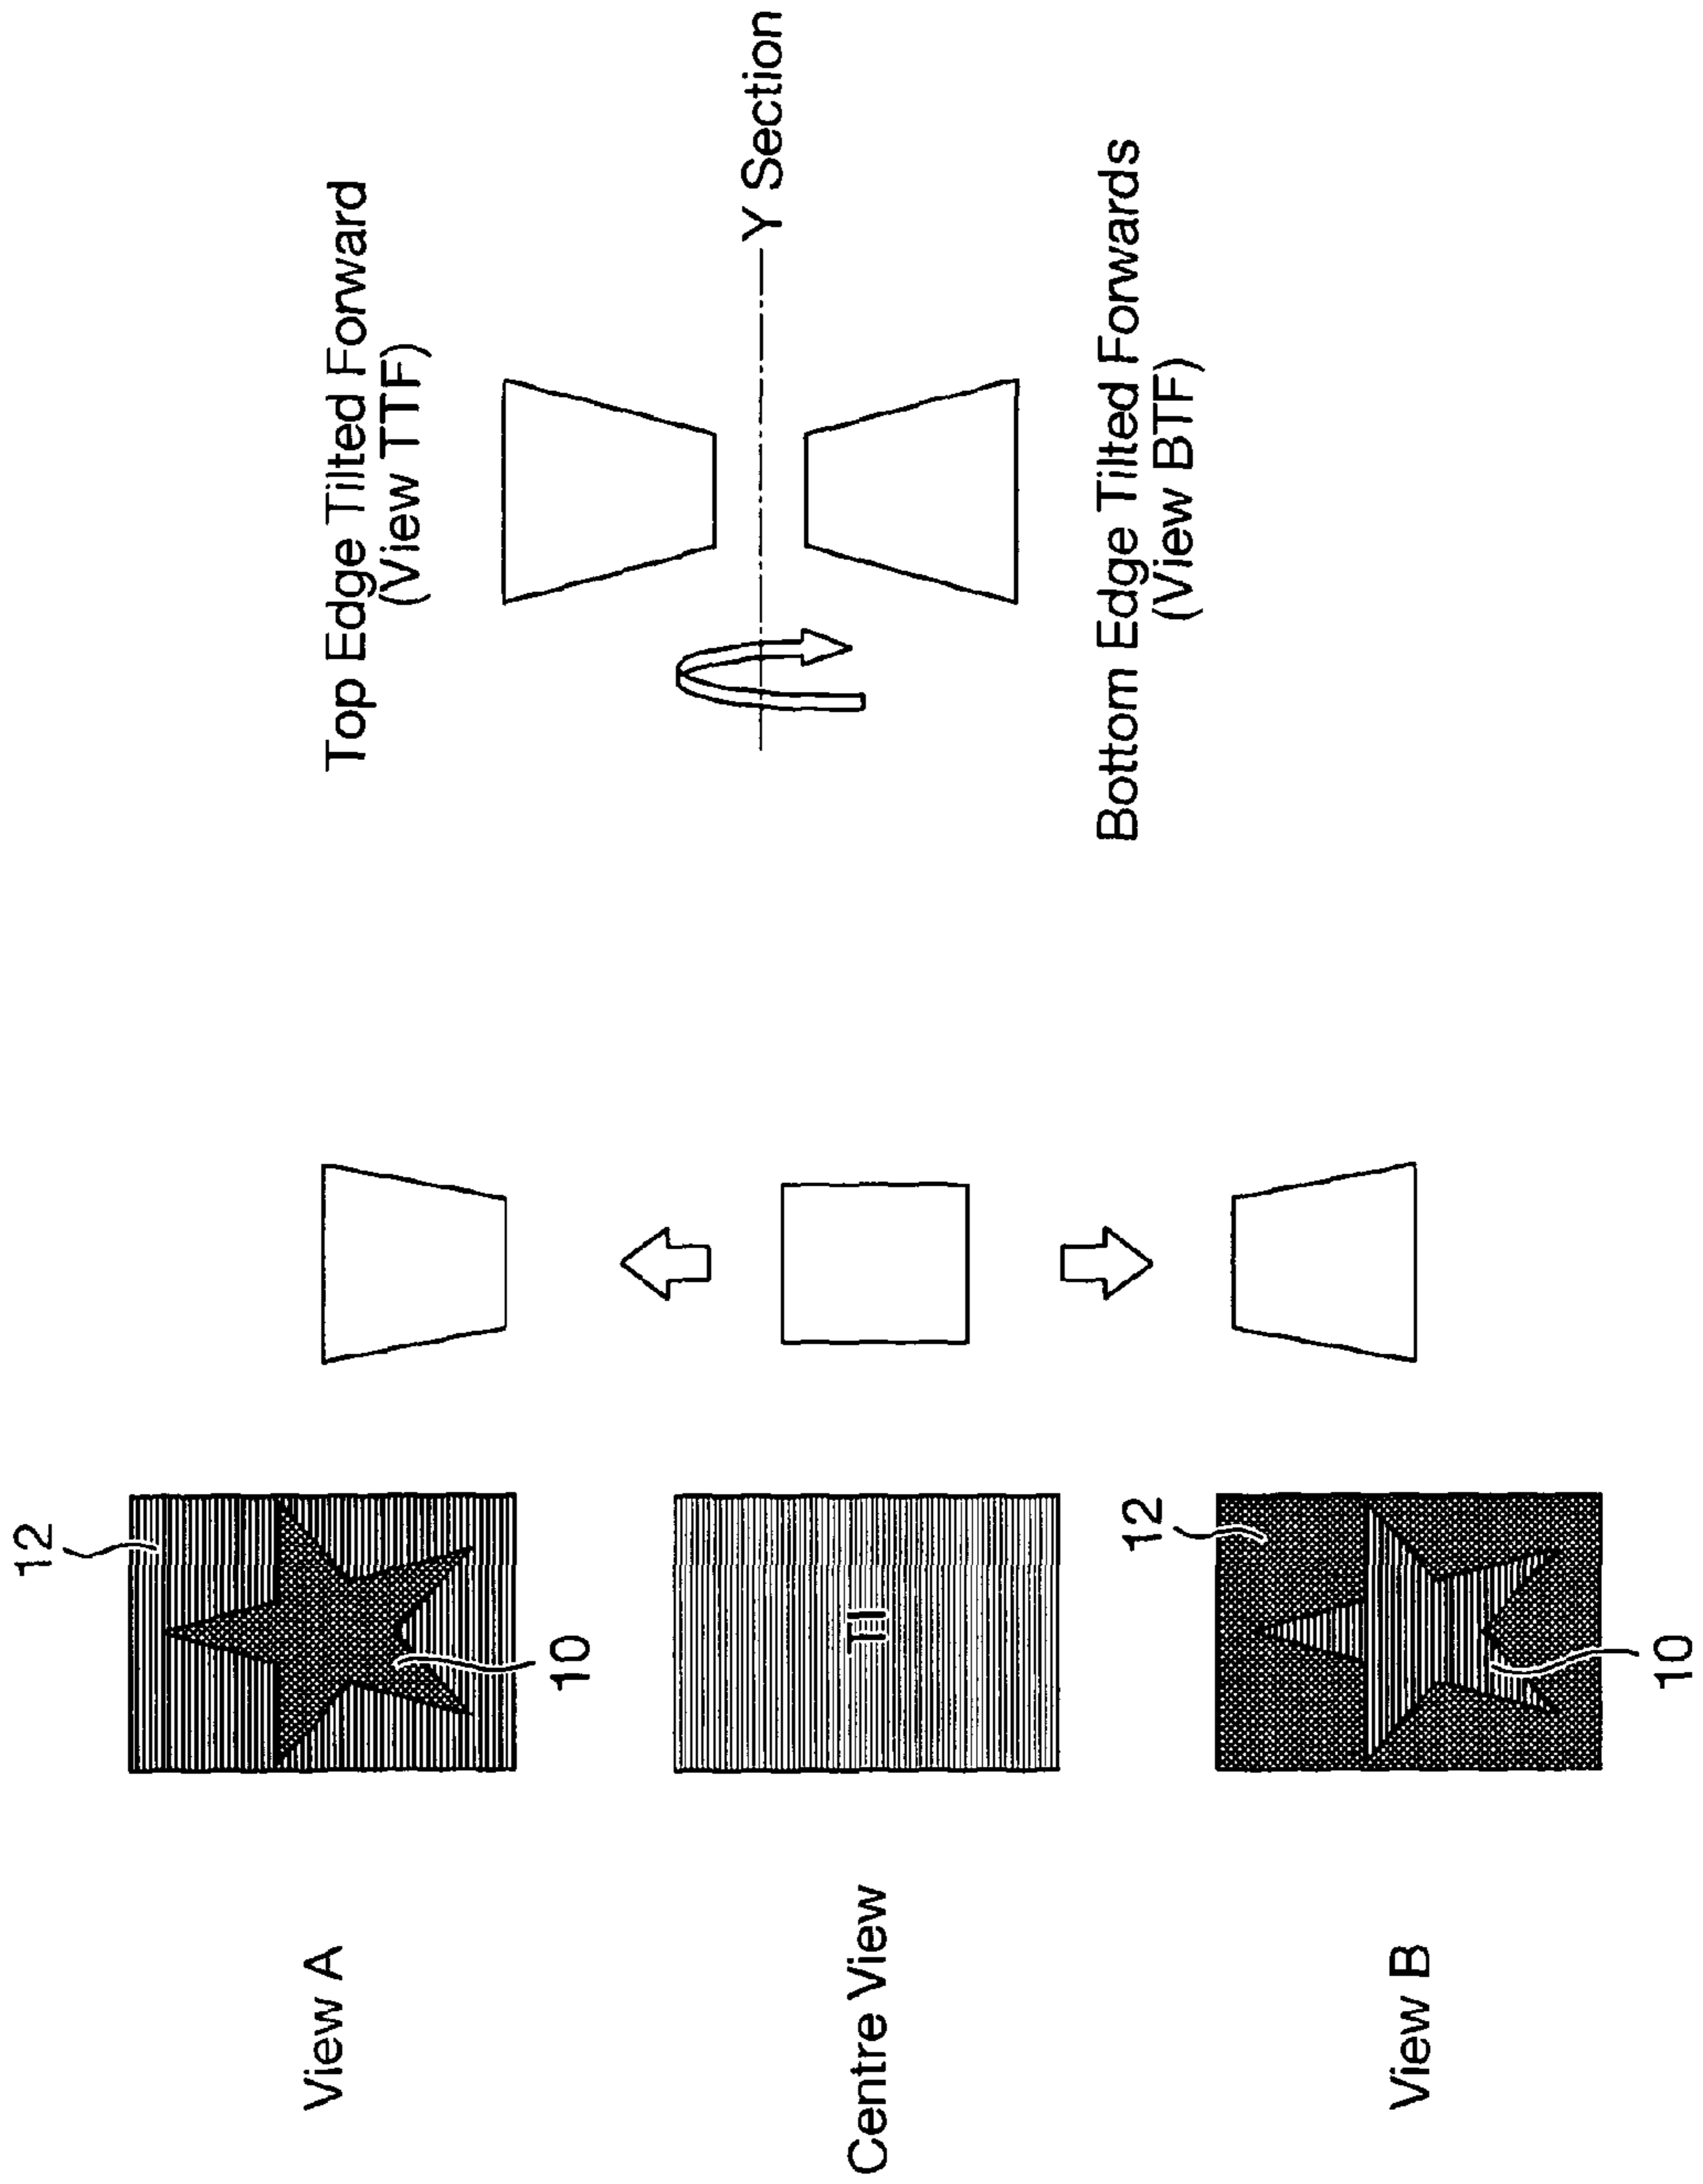 12
View A
10
Centre View
TI
12
View B
10
Top Edge Tilted Forward
(View TTF)
Y Section
Bottom Edge Tilted Forwards
(View BTF)